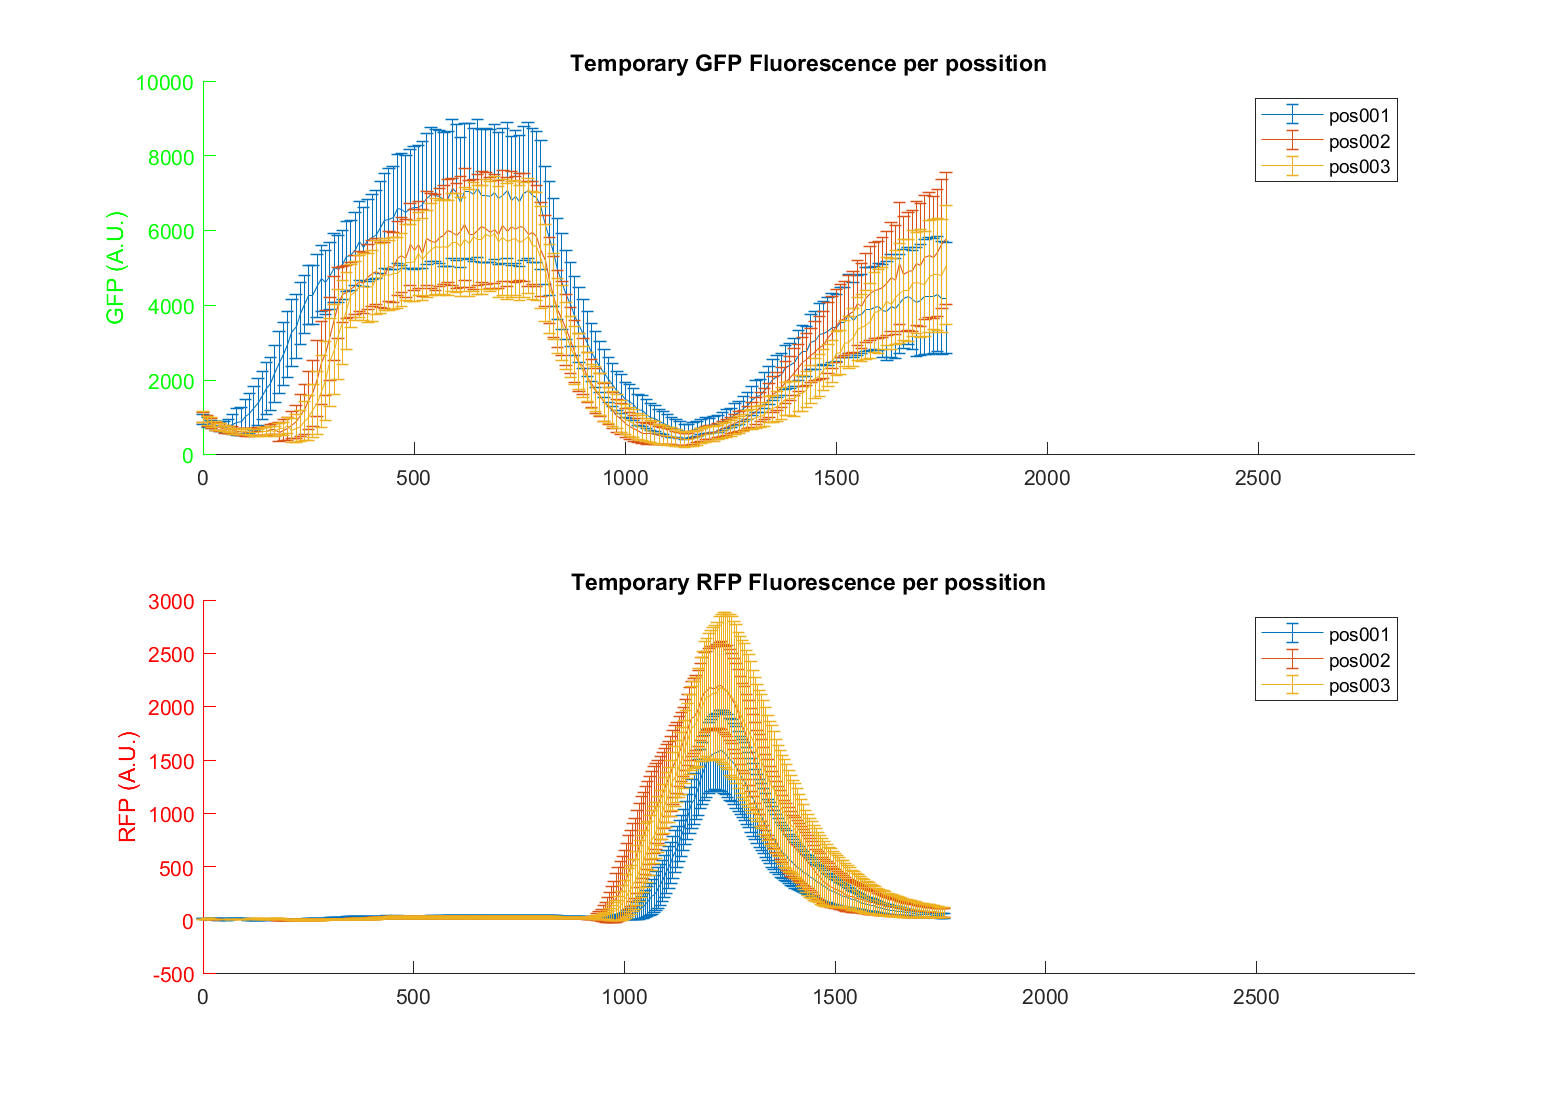 Temporary GFP Fluorescence per possition
10000
8000
6000
4000
2000
0
GFP (A.U.)
0 500 1000 1500 2000 2500
pos001
pos002
pos003
Temporary RFP Fluorescence per possition
3000
2500
2000
1500
1000
500
0
-500
RFP (A.U.)
0 500 1000 1500 2000 2500
pos001
pos002
pos003